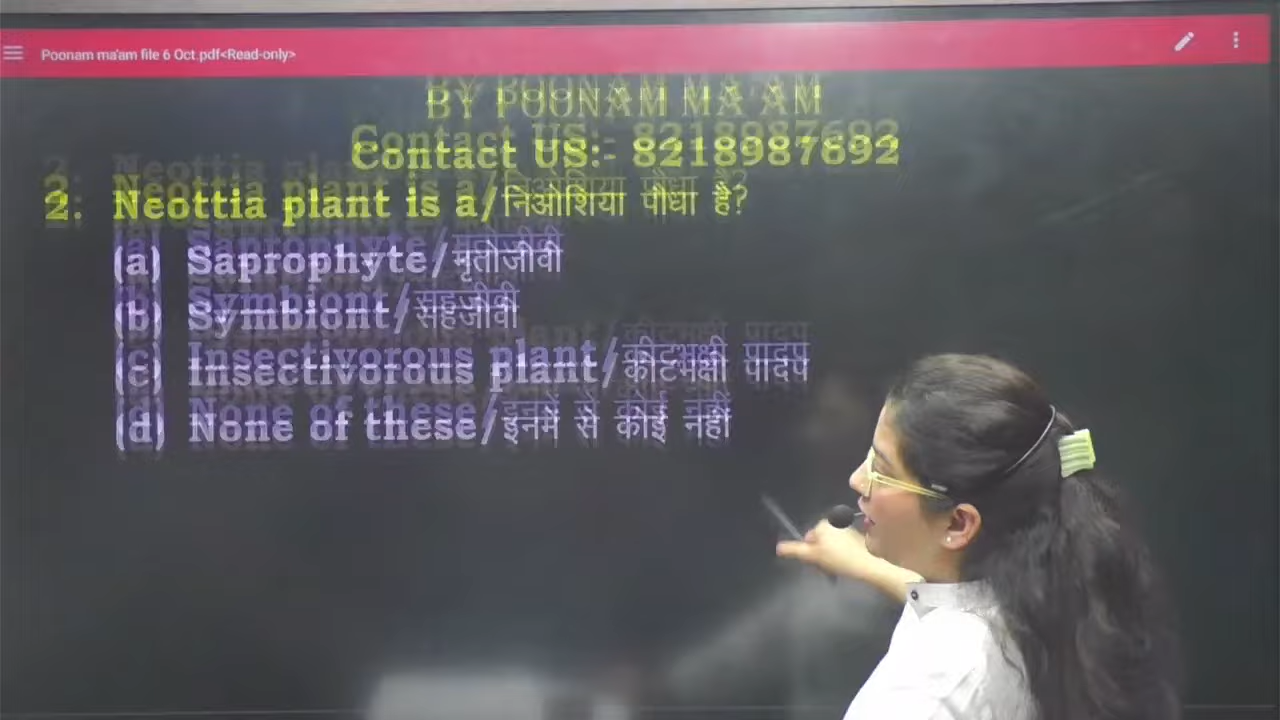 Poonam ma'am file 6 Oct.pdf<Read-only>
BY POONAM MA'AM
Contact US:- 8218987692
2. Neottia plant is a/निओशिया पौधा है?
(a) Saprophyte/मृतोजीवी
(b) Symbiont/सहजीवी
(c) Insectivorous plant/कीटभक्षी पादप
(d) None of these/इनमें से कोई नहीं